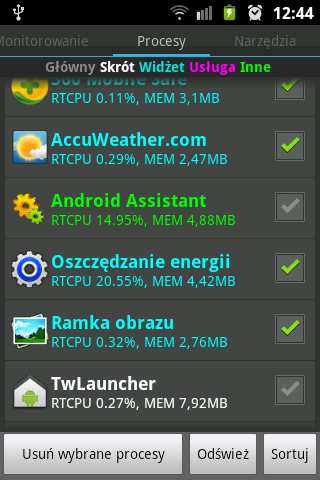 12:44
Monitorowanie Procesy Narzędzia
Główny Skrót Widżet Usługa Inne
360 Mobile Safe
RTCPU 0.11%, MEM 3,1MB
AccuWeather.com
RTCPU 0.29%, MEM 2,47MB
Android Assistant
RTCPU 14.95%, MEM 4,88MB
Oszczędzanie energii
RTCPU 20.55%, MEM 4,42MB
Ramka obrazu
RTCPU 0.32%, MEM 2,76MB
TwLauncher
RTCPU 0.27%, MEM 7,92MB
Usuń wybrane procesy Odśwież Sortuj